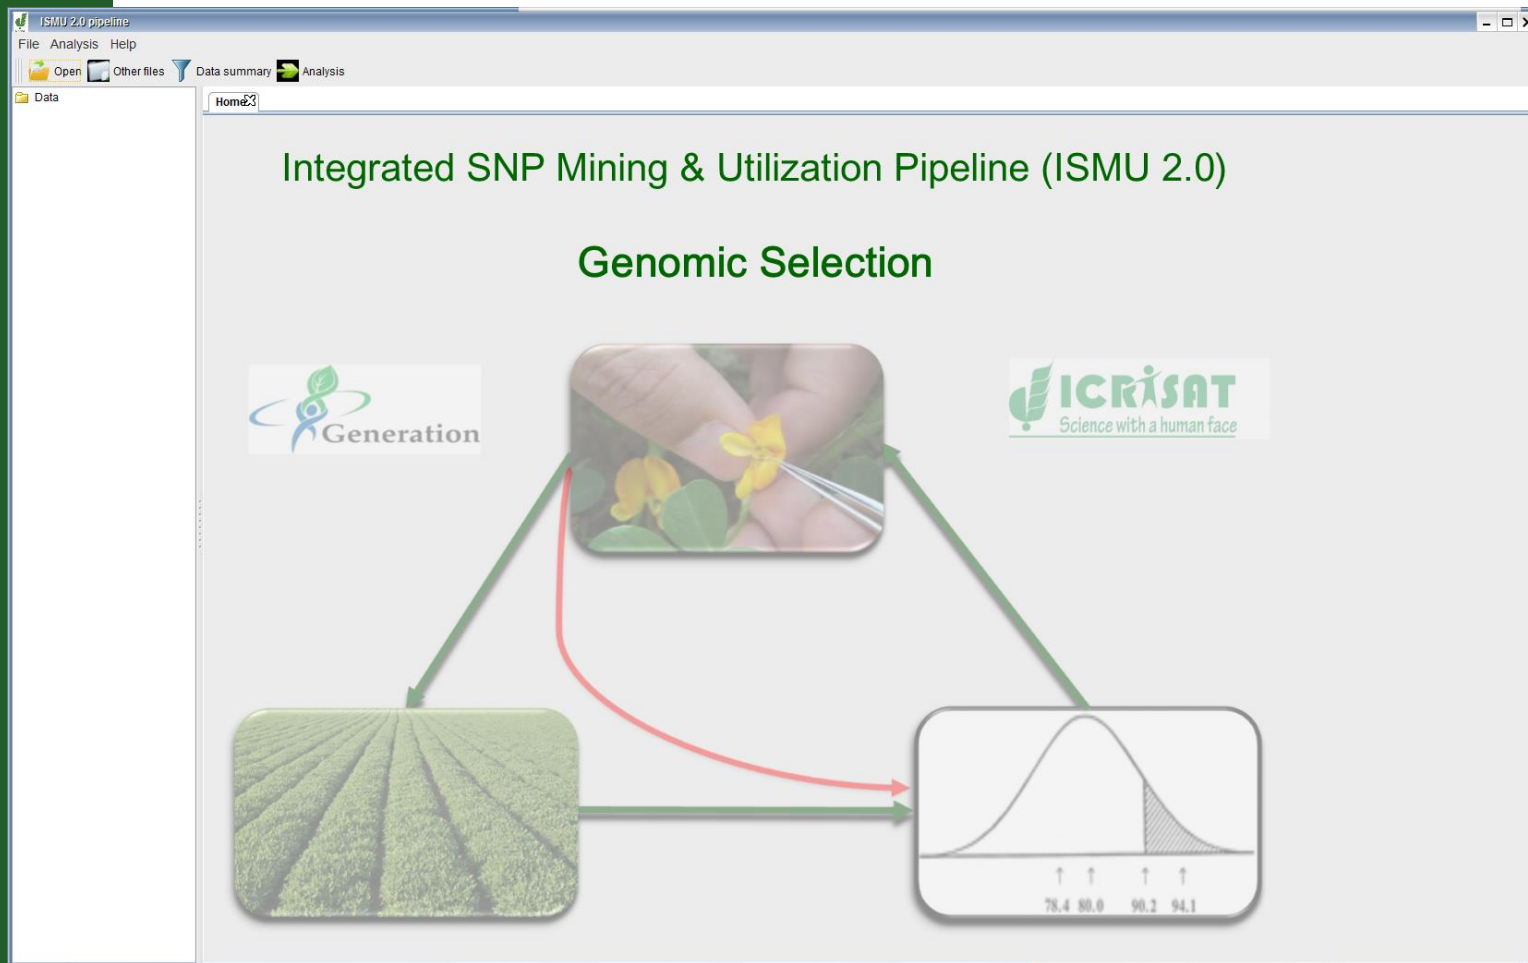 ISMU 2.0 pipeline
File Analysis Help
Open Other files Data summary Analysis
Data
Home
Integrated SNP Mining & Utilization Pipeline (ISMU 2.0)
Genomic Selection
Generation
ICRISAT
Science with a human face
78.4 80.0 90.2 94.1